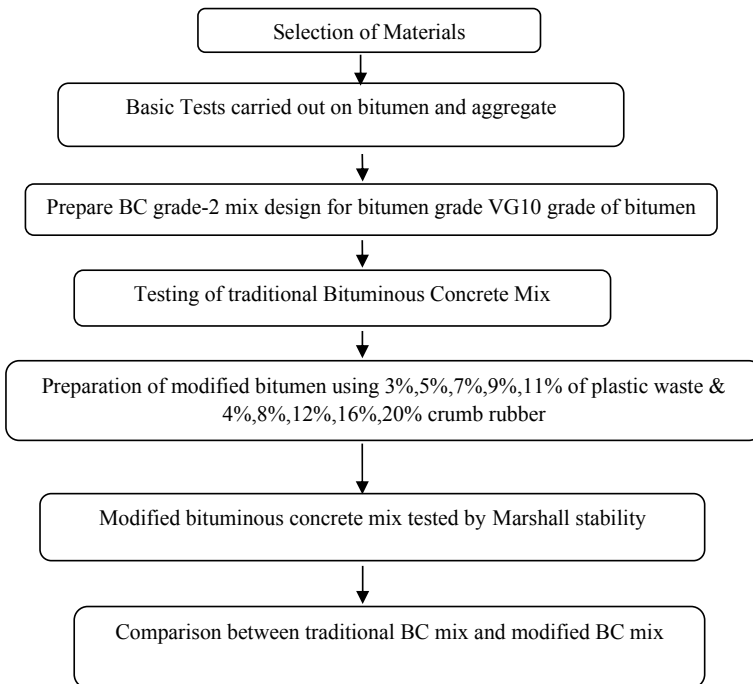 Selection of Materials
Basic Tests carried out on bitumen and aggregate
Prepare BC grade-2 mix design for bitumen grade VG10 grade of bitumen
Testing of traditional Bituminous Concrete Mix
Preparation of modified bitumen using 3%,5%,7%,9%,11% of plastic waste &
4%,8%,12%,16%,20% crumb rubber
Modified bituminous concrete mix tested by Marshall stability
Comparison between traditional BC mix and modified BC mix